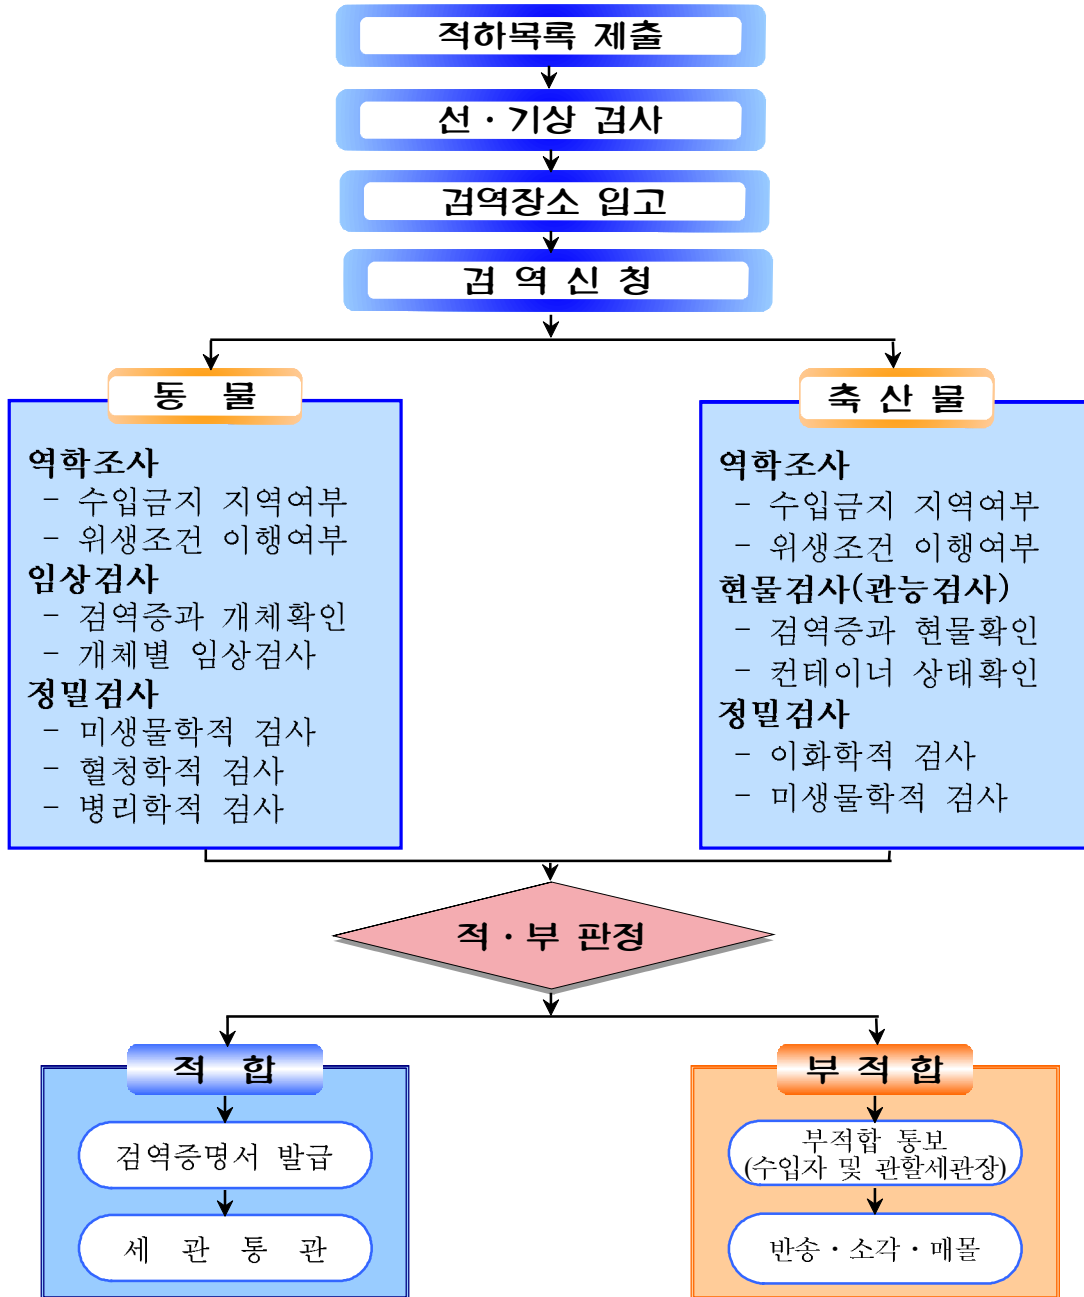 적하목록 제출
선·기상 검사
검역장소 입고
검 역 신 청
동 물
역학조사
- 수입금지 지역여부
- 위생조건 이행여부
임상검사
- 검역증과 개체확인
- 개체별 임상검사
정밀검사
- 미생물학적 검사
- 혈청학적 검사
- 병리학적 검사
축 산 물
역학조사
- 수입금지 지역여부
- 위생조건 이행여부
현물검사(관능검사)
- 검역증과 현물확인
- 컨테이너 상태확인
정밀검사
- 이화학적 검사
- 미생물학적 검사
적·부 판정
적 합
검역증명서 발급
세 관 통 관
부 적 합
부적합 통보
(수입자 및 관할세관장)
반송·소각·매몰